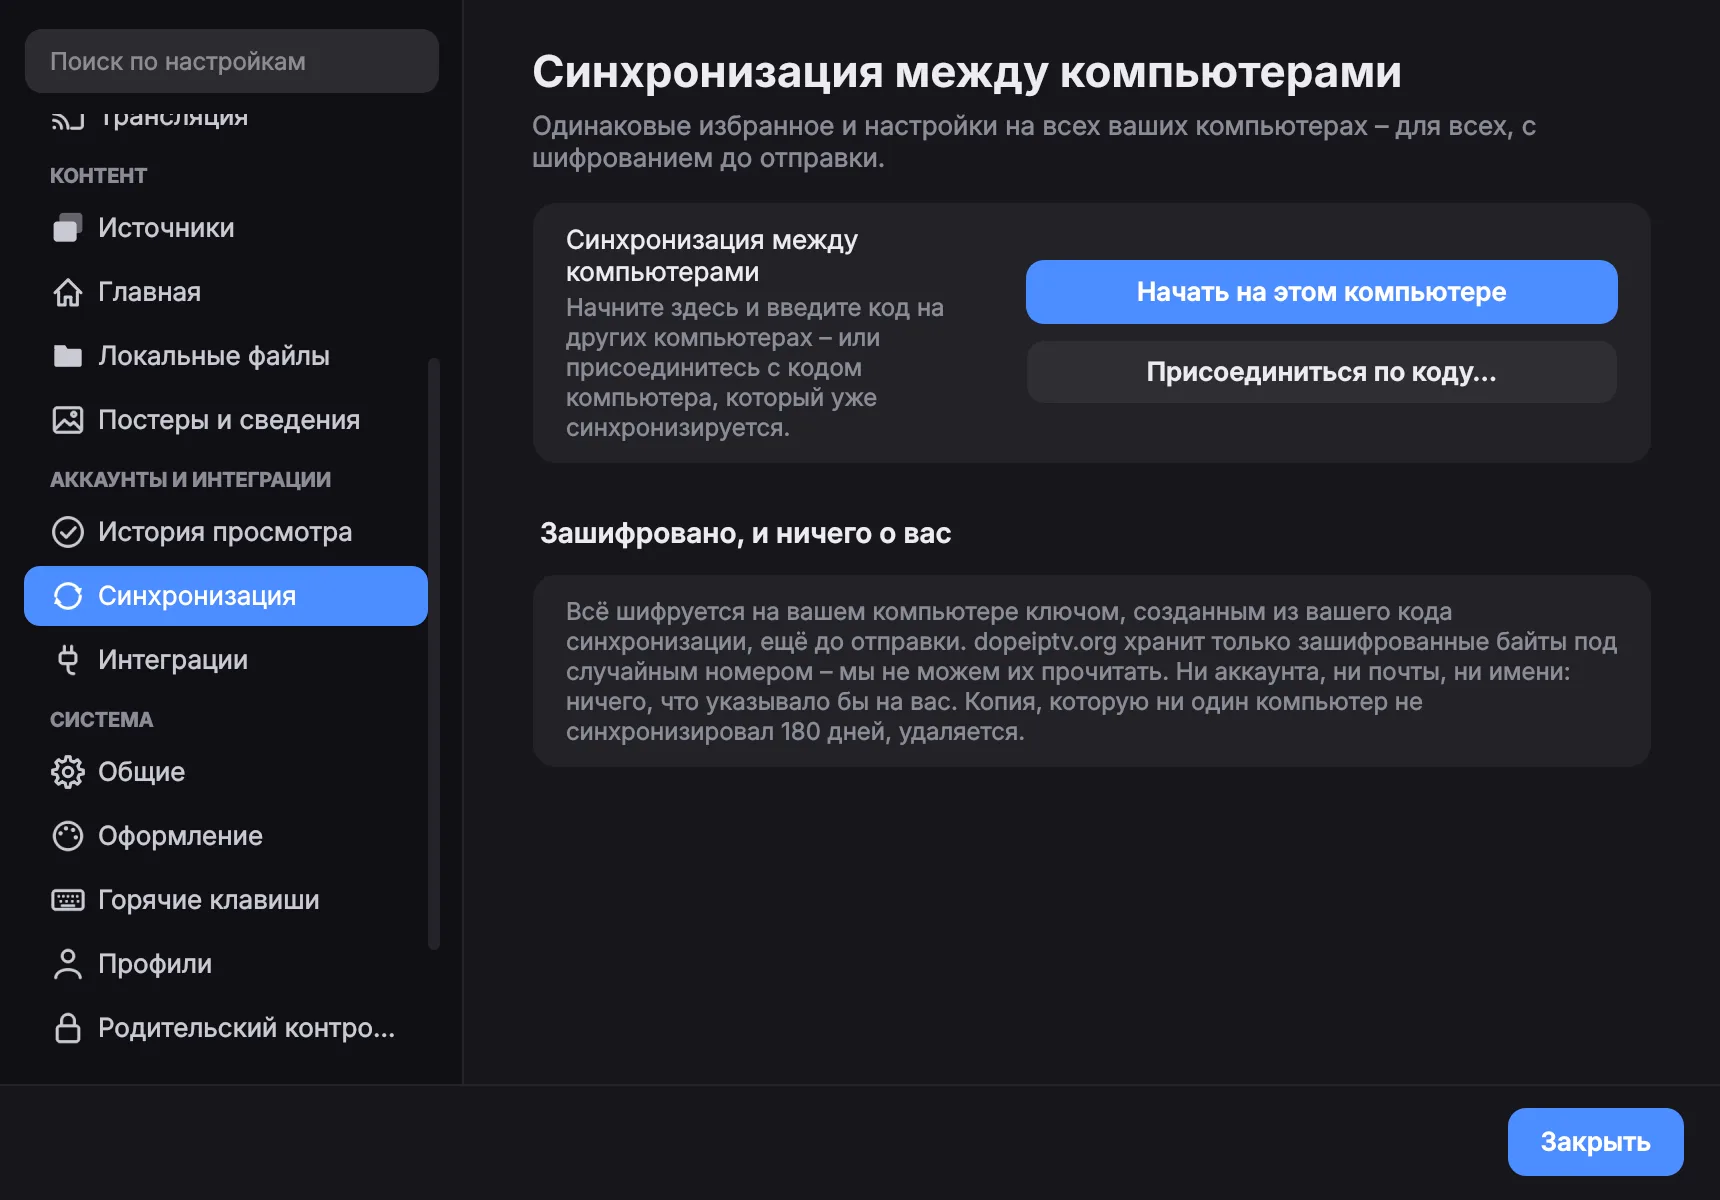 Поиск по настройкам
Трансляция
КОНТЕНТ
Источники
Главная
Локальные файлы
Постеры и сведения
АККАУНТЫ И ИНТЕГРАЦИИ
История просмотра
Синхронизация
Интеграции
СИСТЕМА
Общие
Оформление
Горячие клавиши
Профили
Родительский контро...
Синхронизация между компьютерами
Одинаковые избранное и настройки на всех ваших компьютерах – для всех, с
шифрованием до отправки.
Синхронизация между
компьютерами
Начните здесь и введите код на
других компьютерах – или
присоединитесь с кодом
компьютера, который уже
синхронизируется.
Начать на этом компьютере
Присоединиться по коду...
Зашифровано, и ничего о вас
Всё шифруется на вашем компьютере ключом, созданным из вашего кода
синхронизации, ещё до отправки. dopeiptv.org хранит только зашифрованные байты под
случайным номером – мы не можем их прочитать. Ни аккаунта, ни почты, ни имени:
ничего, что указывало бы на вас. Копия, которую ни один компьютер не
синхронизировал 180 дней, удаляется.
Закрыть